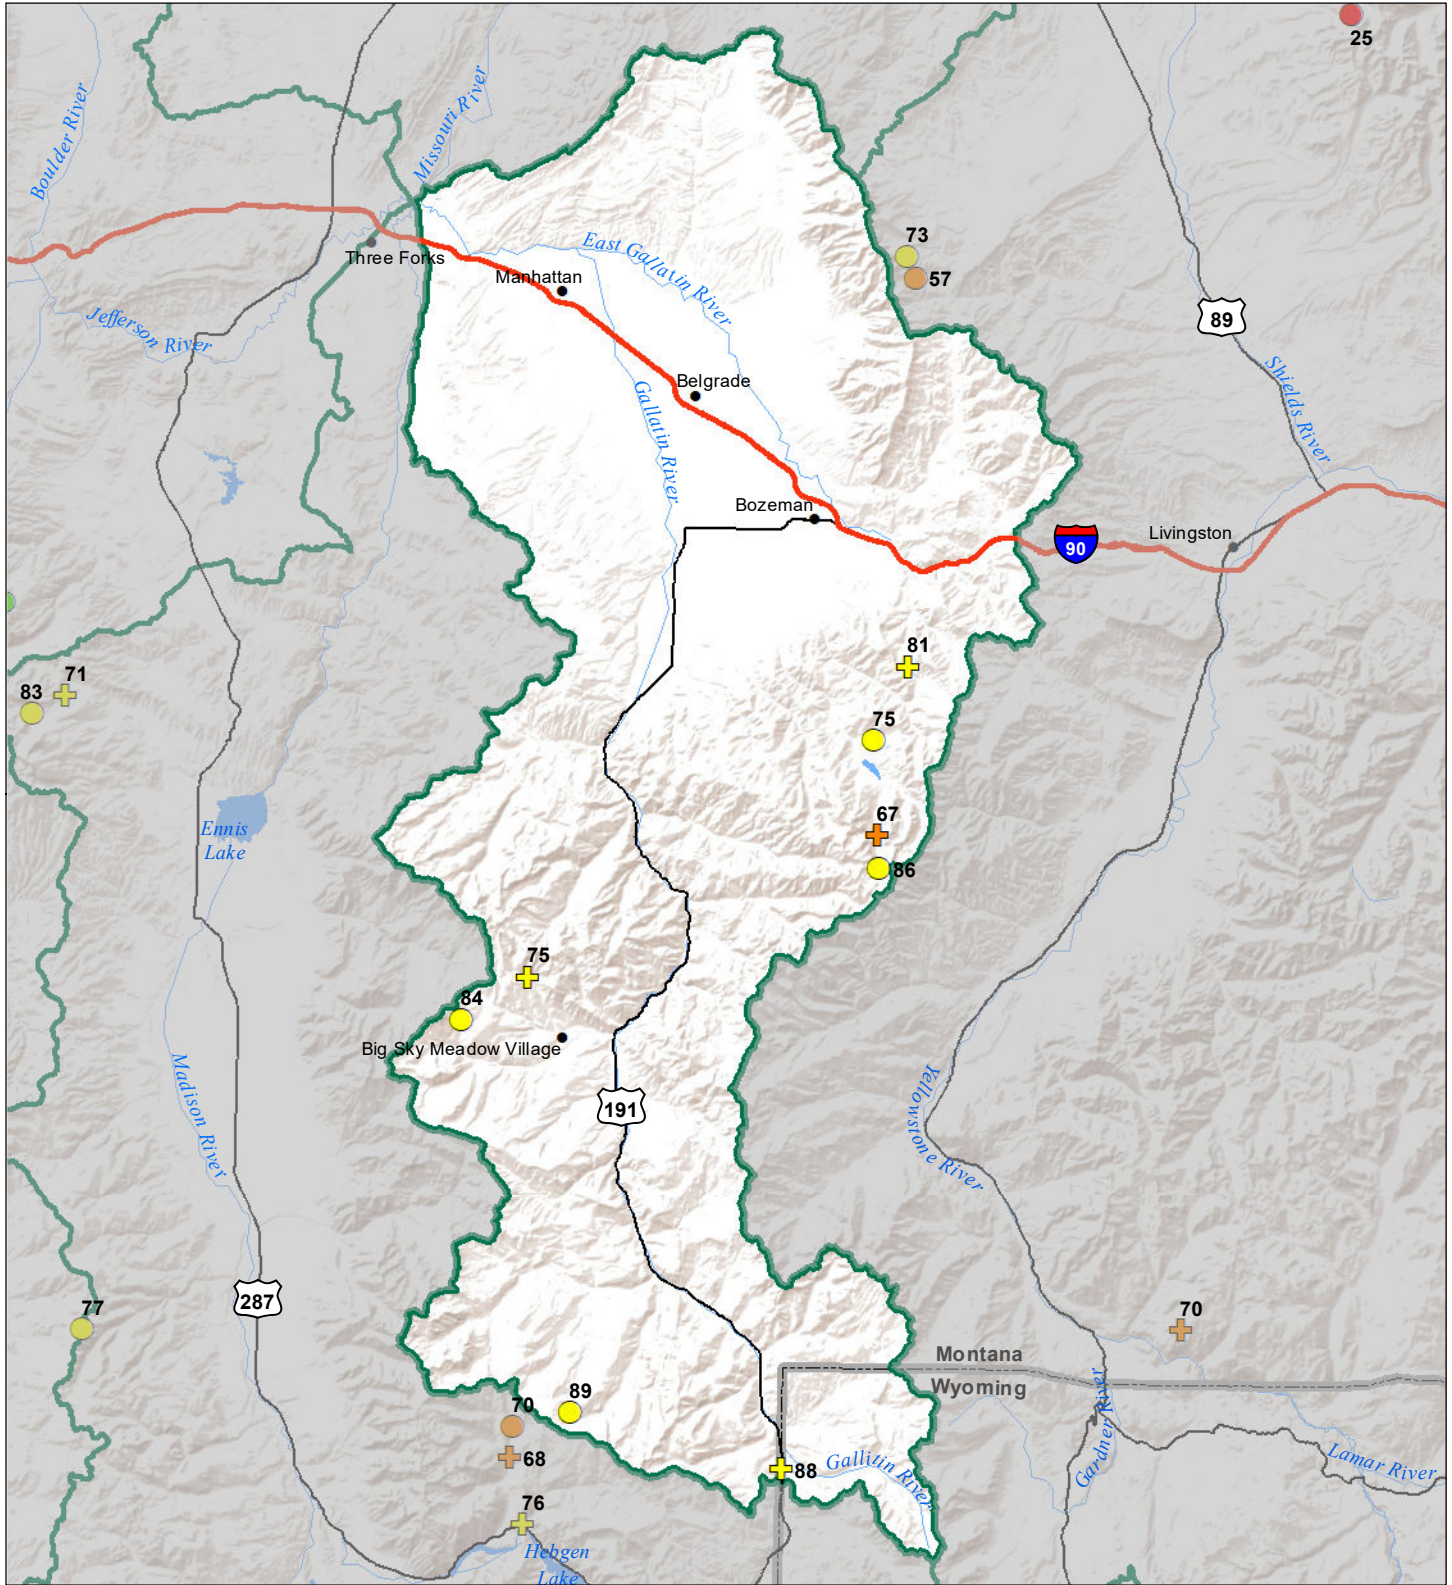 25
Boulder River
Missouri River
73
57
Three Forks
East Gallatin River
Manhattan
89
Jefferson River
Shields River
Belgrade
Gallatin River
Bozeman
Livingston
90
81
71
83
75
Ennis
Lake
67
86
75
84
Big Sky Meadow Village
Madison River
191
Yellowstone River
287
77
70
Montana
Wyoming
89
70
68
Gardner River
88
Gallitin River
Lamar River
76
Hebgen
Lake